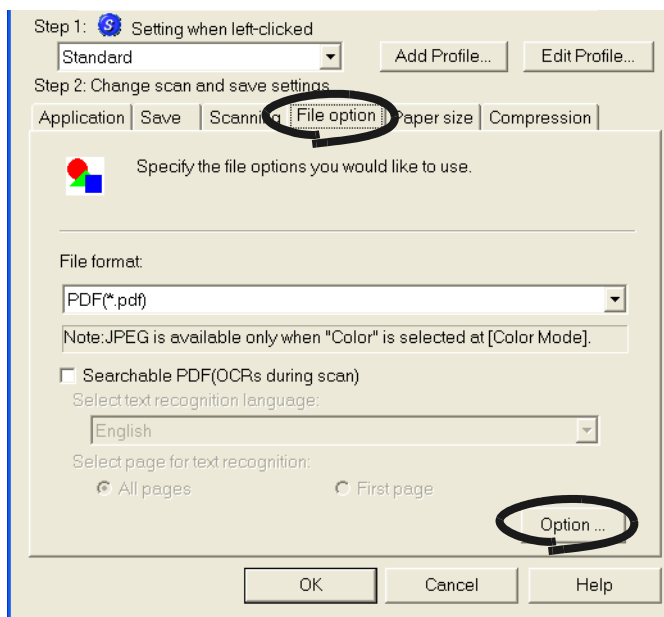 Step 1: S Setting when left-clicked
Standard Add Profile... Edit Profile...
Step 2: Change scan and save settings
Application Save Scanning File option Paper size Compression
Specify the file options you would like to use.
File format:
PDF(*.pdf)
Note:JPEG is available only when "Color" is selected at [Color Mode].
Searchable PDF(OCRs during scan)
Select text recognition language:
English
Select page for text recognition:
All pages First page
Option ...
OK Cancel Help